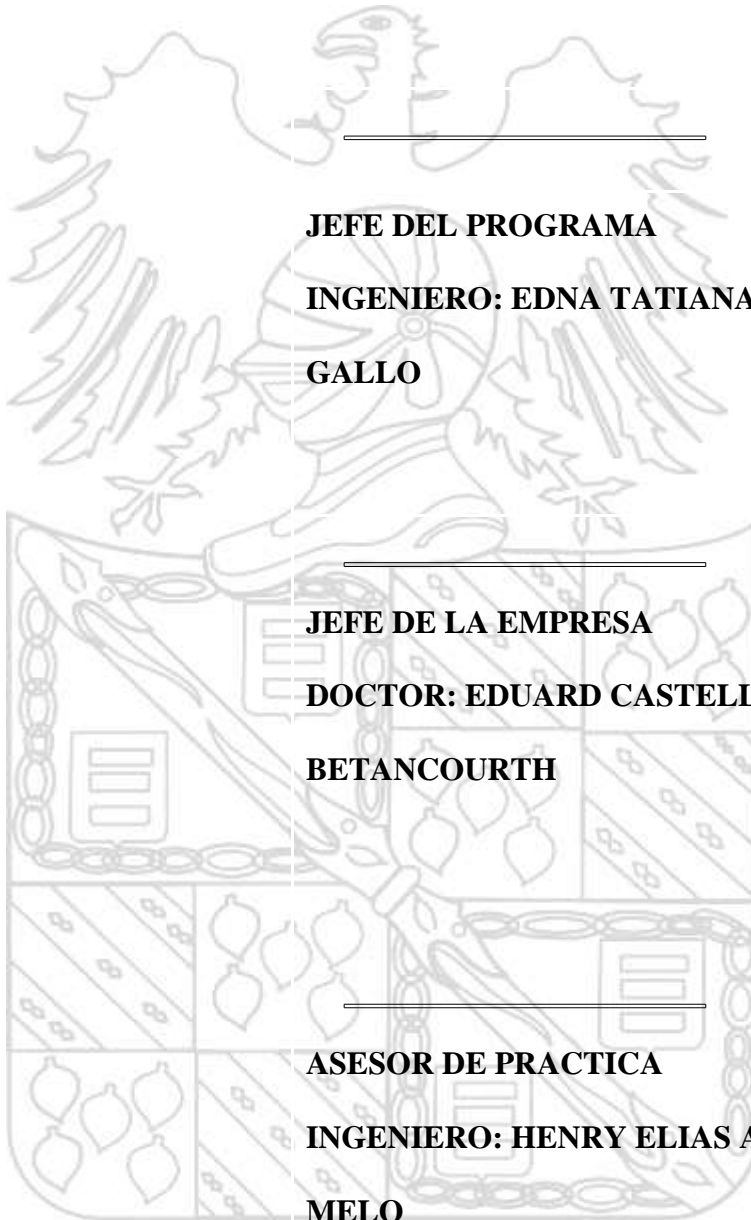 JEFE DEL PROGRAMA
INGENIERO: EDNA TATIANA
GALLO
JEFE DE LA EMPRESA
DOCTOR: EDUARD
BETANCOURTH
ASESOR DE PRACTICA
INGENIERO: HENRY ELIAS
MELO